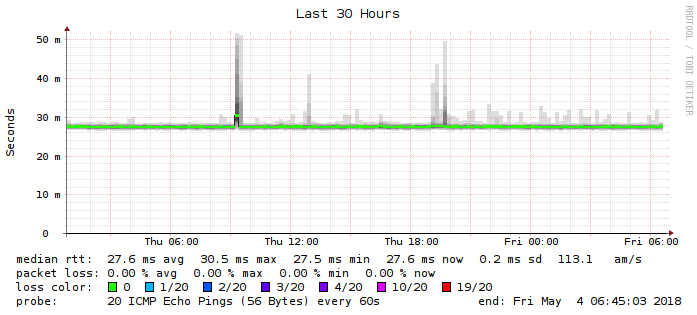 Last 30 Hours
RRDTOOL / TOBI OETIKER
Seconds
50 m
40 m
30 m
20 m
10 m
0
Thu 06:00 Thu 12:00 Thu 18:00 Fri 00:00 Fri 06:00
median rtt: 27.6 ms avg 30.5 ms max 27.5 ms min 27.6 ms now 0.2 ms sd 113.1 am/s
packet loss: 0.00 % avg 0.00 % max 0.00 % min 0.00 % now
loss color: 0 1/20 2/20 3/20 4/20 10/20 19/20
probe: 20 ICMP Echo Pings (56 Bytes) every 60s end: Fri May 4 06:45:03 2018